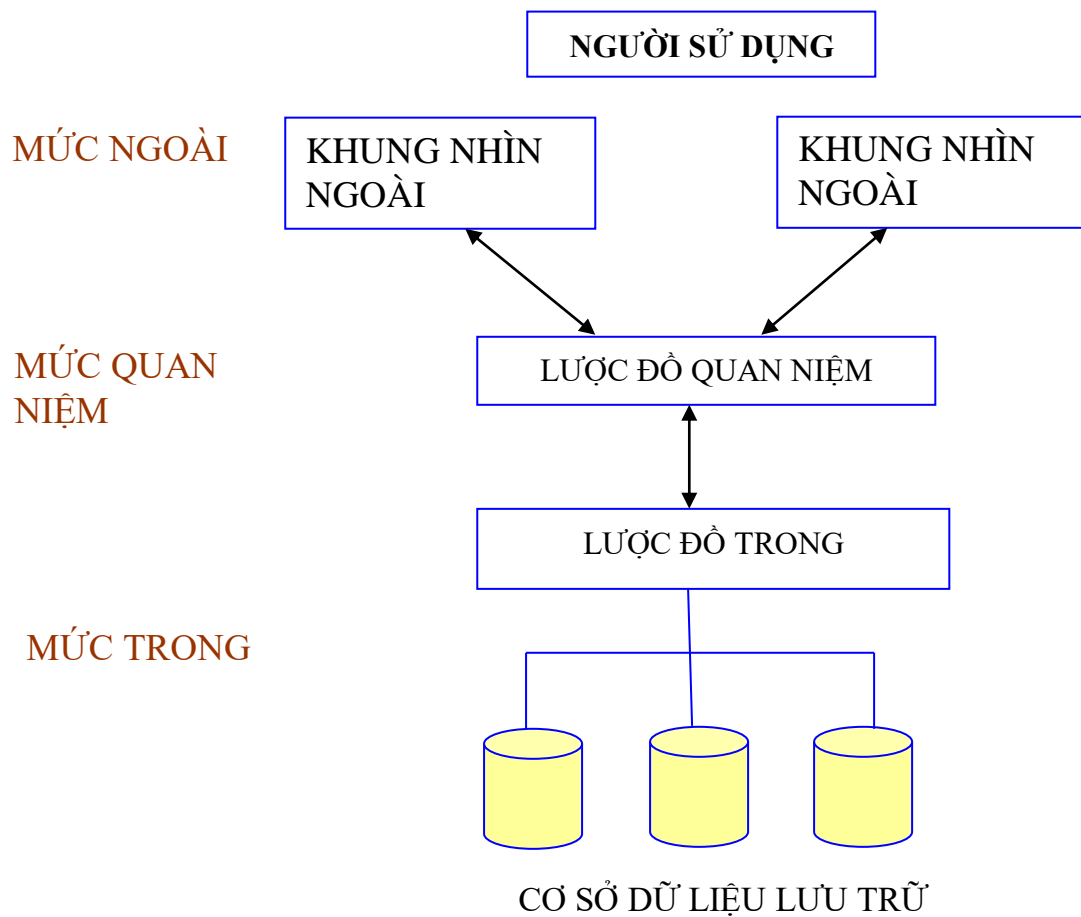 NGƯỜI SỬ DỤNG
MỨC NGOÀI
KHUNG NHÌN
NGOÀI
KHUNG NHÌN
NGOÀI
MỨC QUAN
NIỆM
LƯỢC ĐỒ QUAN NIỆM
LƯỢC ĐỒ TRONG
MỨC TRONG
CƠ SỞ DỮ LIỆU LƯU TRỮ